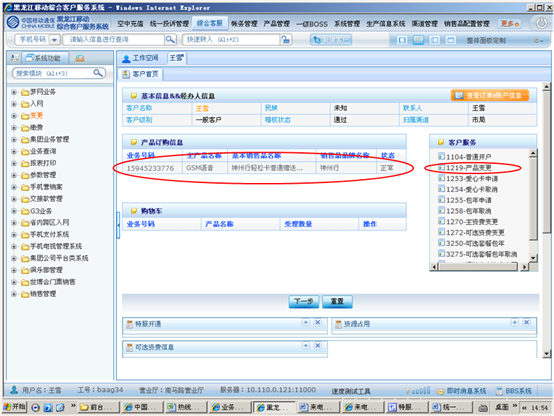 黑龙江移动综合客户服务系统 - Windows Internet Explorer
中国移动通信 CHINA MOBILE
黑龙江移动
综合客户服务系统
空中充值 统一投诉管理 综合客服 账务管理 产品管理 一级BOSS 系统管理 生产信息系统 渠道管理 销售品配置管理 更多
手机号码 请输入信息进行查询 快速转入 (Alt+2) 整体面板定制
系统功能
工作空间 王雪
搜索模块 (Alt+3)
客户首页
梦网业务
入网
变更
缴费
集团业务管理
业务查询
报表打印
参数管理
手机营销案
交接款管理
G3业务
省内跨区入网
手机支付系统
手机电视管理系统
集团公司平台类系统
俱乐部管理
世博会门票销售
销售管理
基本信息&&经办人信息
查看订单&账户信息
客户名称 王雪 民族 未知 联系人 王雪
客户级别 一般客户 稽核状态 通过 归属渠道 市局
产品订购信息
业务号码 主产品名称 基本销售品名称 销售品品牌名称 状态
15945233776 GSM语音 神州行轻松卡普通赠送... 神州行 正常
购物车
业务号码 产品名称 受理数量 操作
客户服务
1104-普通开户
1219-产品变更
1253-爱心卡申请
1254-爱心卡取消
1255-包年申请
1258-包年取消
1270-主资费变更
1272-可选资费变更
3250-可选套餐包年
3275-可选套餐包年取消
下一步 重置
特服开通
资源占用
可选资费信息
用户名：王雪 工号：baag34 营业厅：南马路营业厅 服务器：10.110.0.121:11000 速度测试工具 即时消息系统 BBS系统
开始 前台... 中国... 热线... 业务... 黑龙... 来电... 来电... 特服... 统一... 桌面 14:54